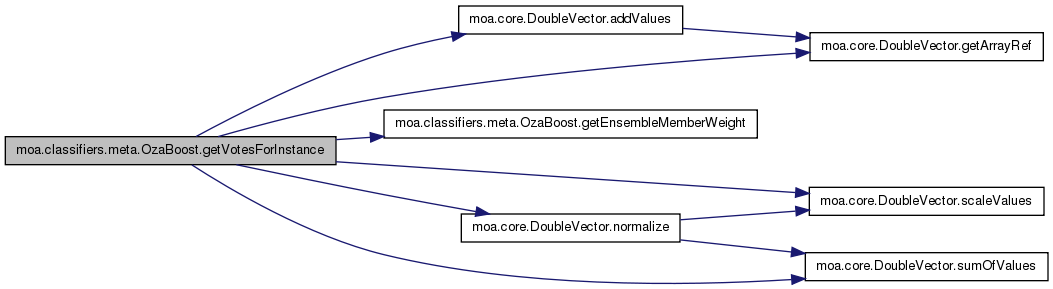 moa.core.DoubleVector.addValues
moa.core.DoubleVector.getArrayRef
moa.classifiers.meta.OzaBoost.getEnsembleMemberWeight
moa.classifiers.meta.OzaBoost.getVotesForInstance
moa.core.DoubleVector.scaleValues
moa.core.DoubleVector.normalize
moa.core.DoubleVector.sumOfValues